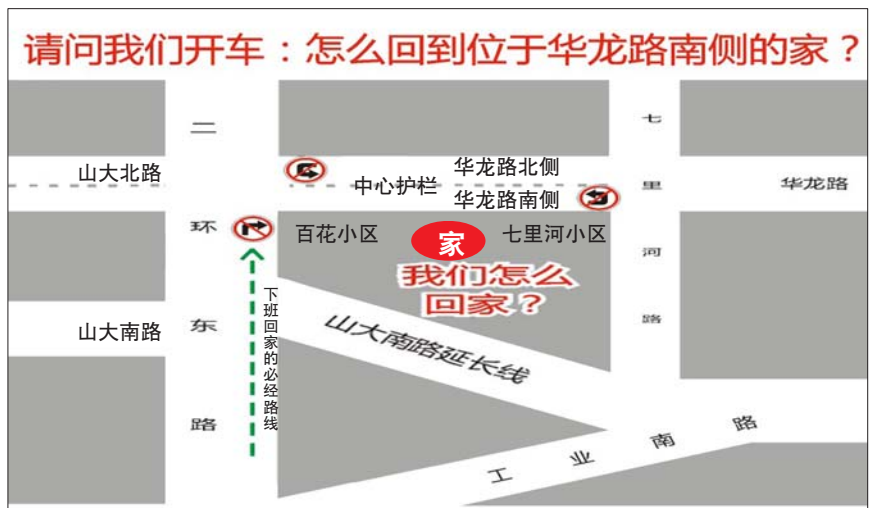 请问我们开车：怎么回到位于华龙路南侧的家？
二环东路
七里河路
山大北路
中心护栏
华龙路北侧
华龙路南侧
华龙路
百花小区
家
七里河小区
我们怎么
回家？
下班回家的必经路线
山大南路
山大南路延长线
工业南路